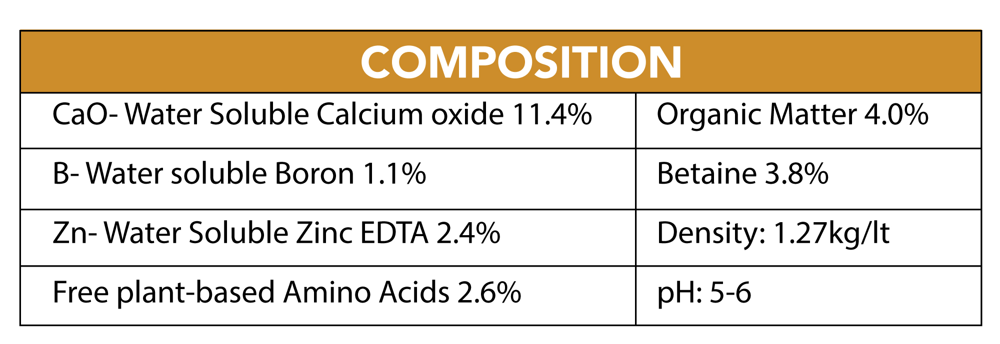 COMPOSITION
CaO- Water Soluble Calcium oxide 11.4%
Organic Matter 4.0%
B- Water soluble Boron 1.1%
Betaine 3.8%
Zn- Water Soluble Zinc EDTA 2.4%
Density: 1.27kg/lt
Free plant-based Amino Acids 2.6%
pH: 5-6